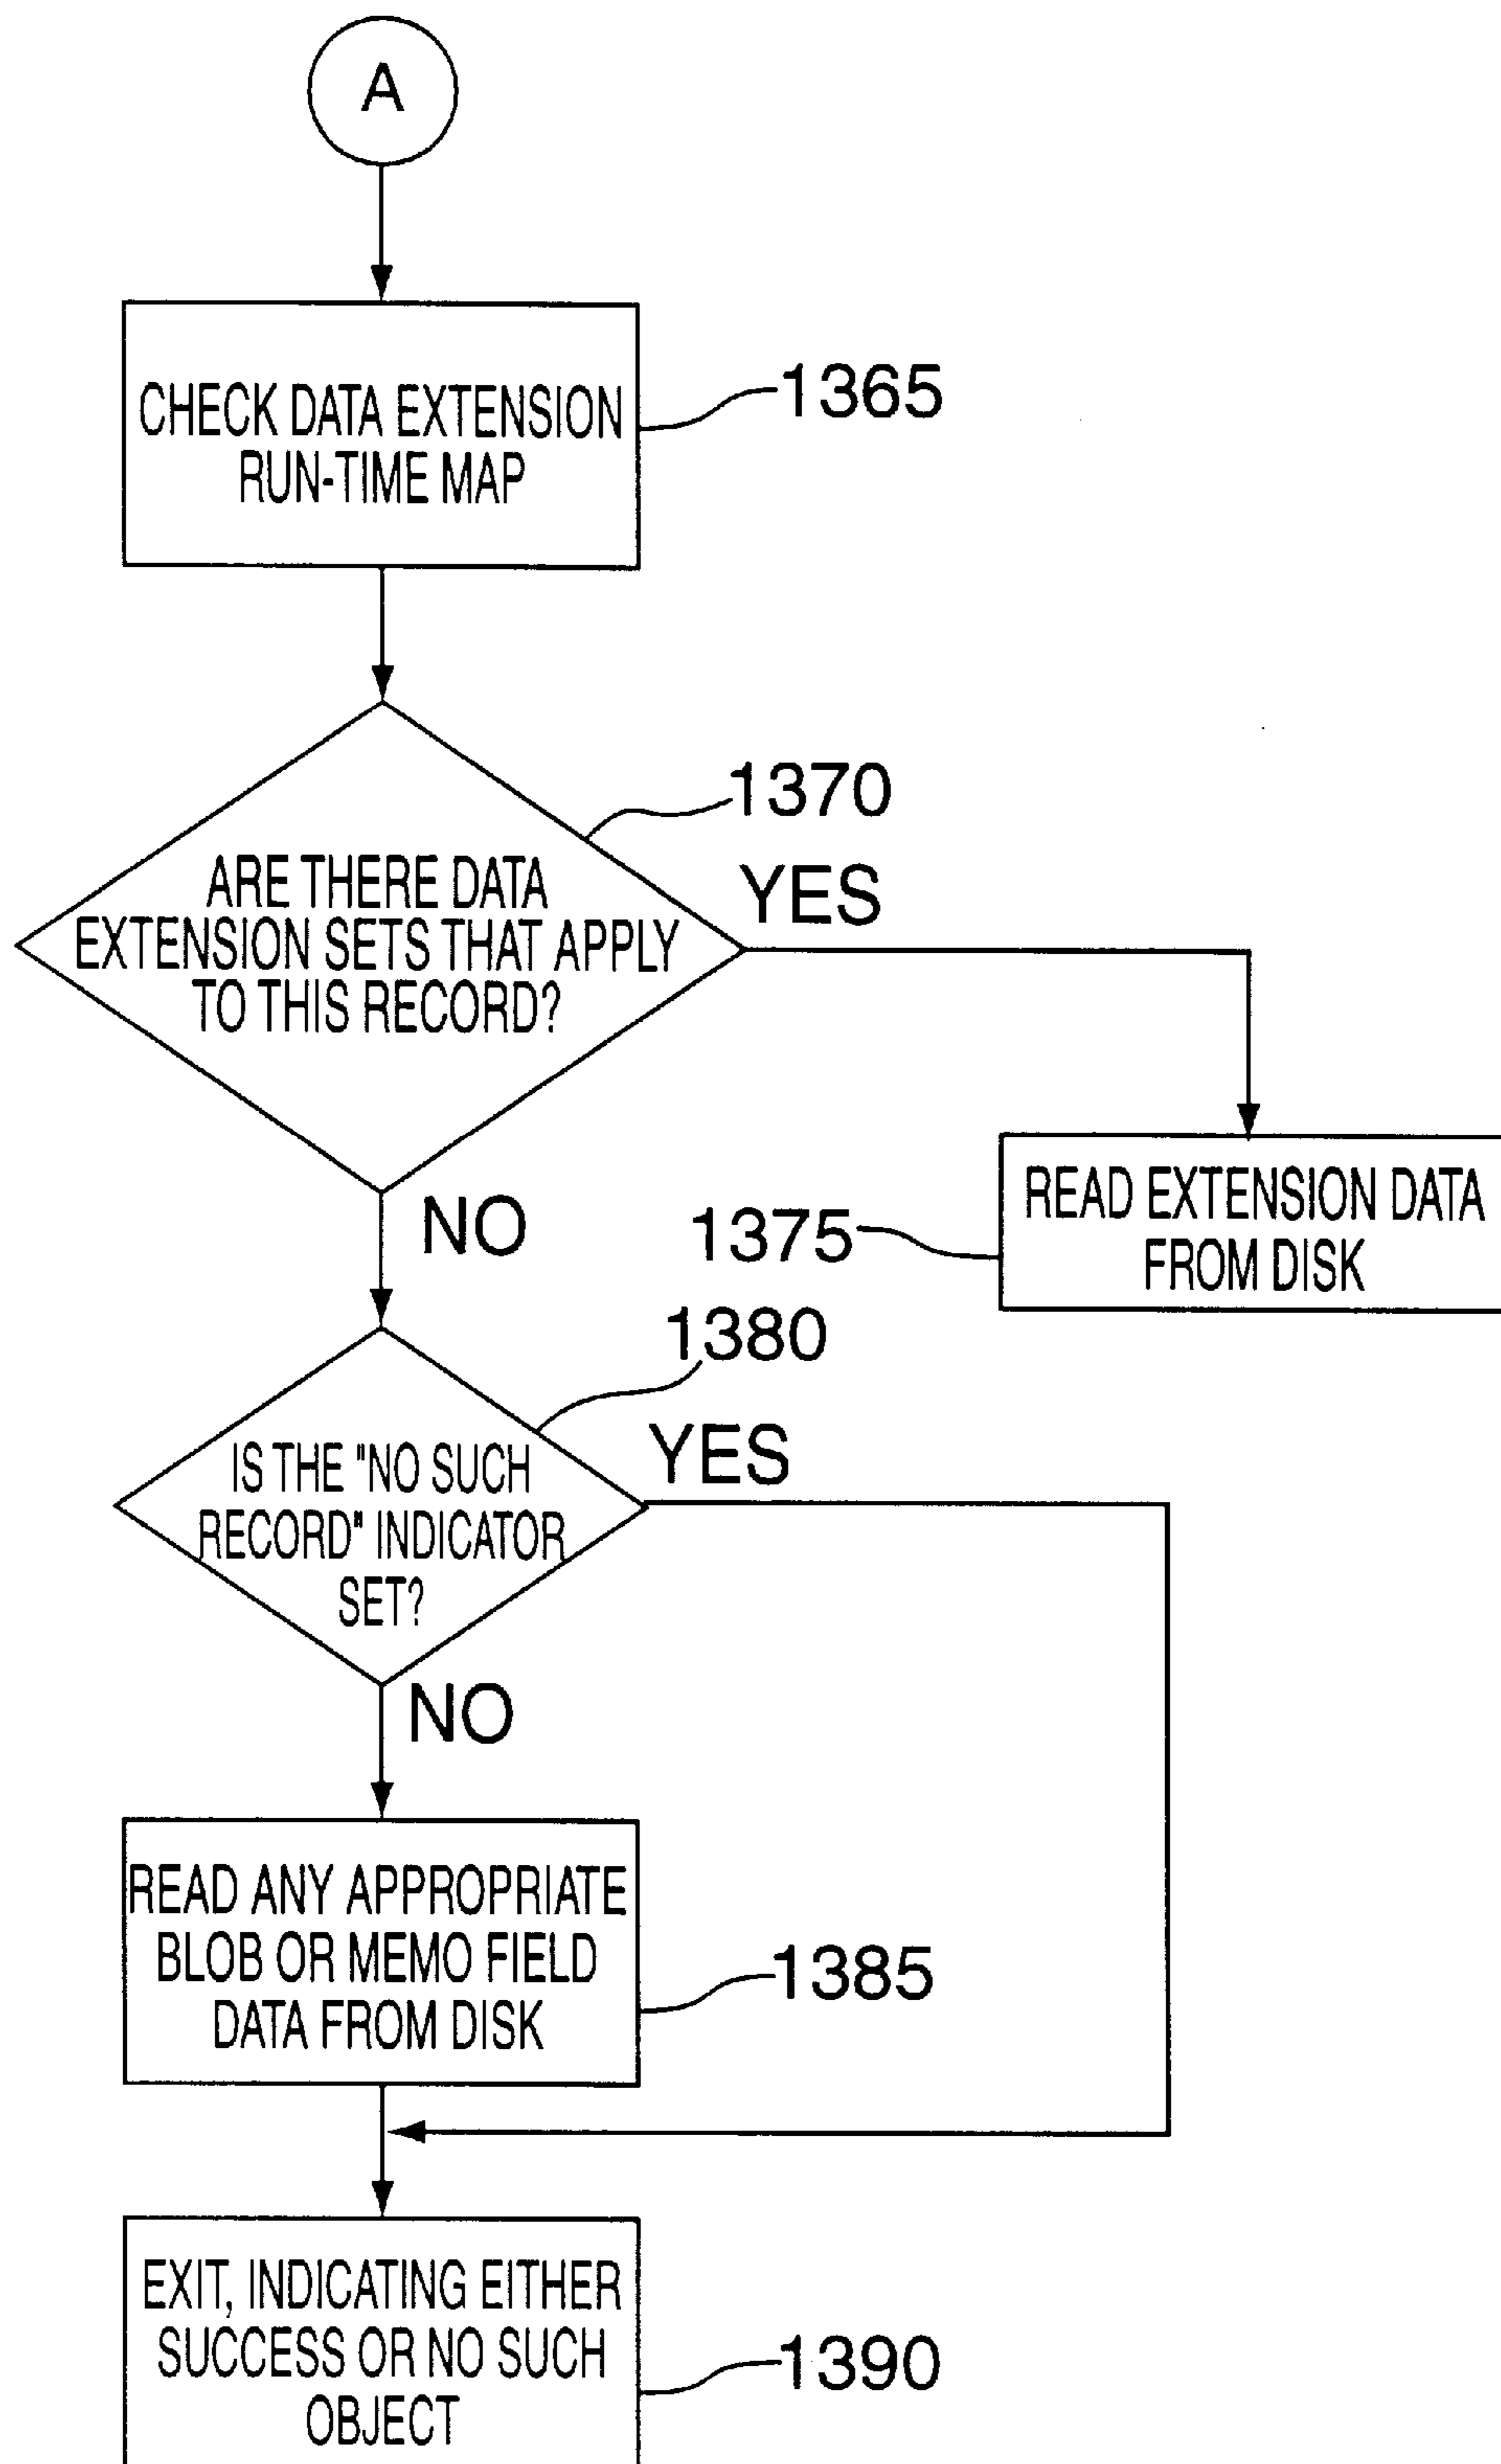 A
CHECK DATA EXTENSION
RUN-TIME MAP
1365
1370
ARE THERE DATA
EXTENSION SETS THAT APPLY
TO THIS RECORD?
YES
NO
1375
READ EXTENSION DATA
FROM DISK
1380
IS THE "NO SUCH
RECORD" INDICATOR
SET?
YES
NO
READ ANY APPROPRIATE
BLOB OR MEMO FIELD
DATA FROM DISK
1385
EXIT, INDICATING EITHER
SUCCESS OR NO SUCH
OBJECT
1390